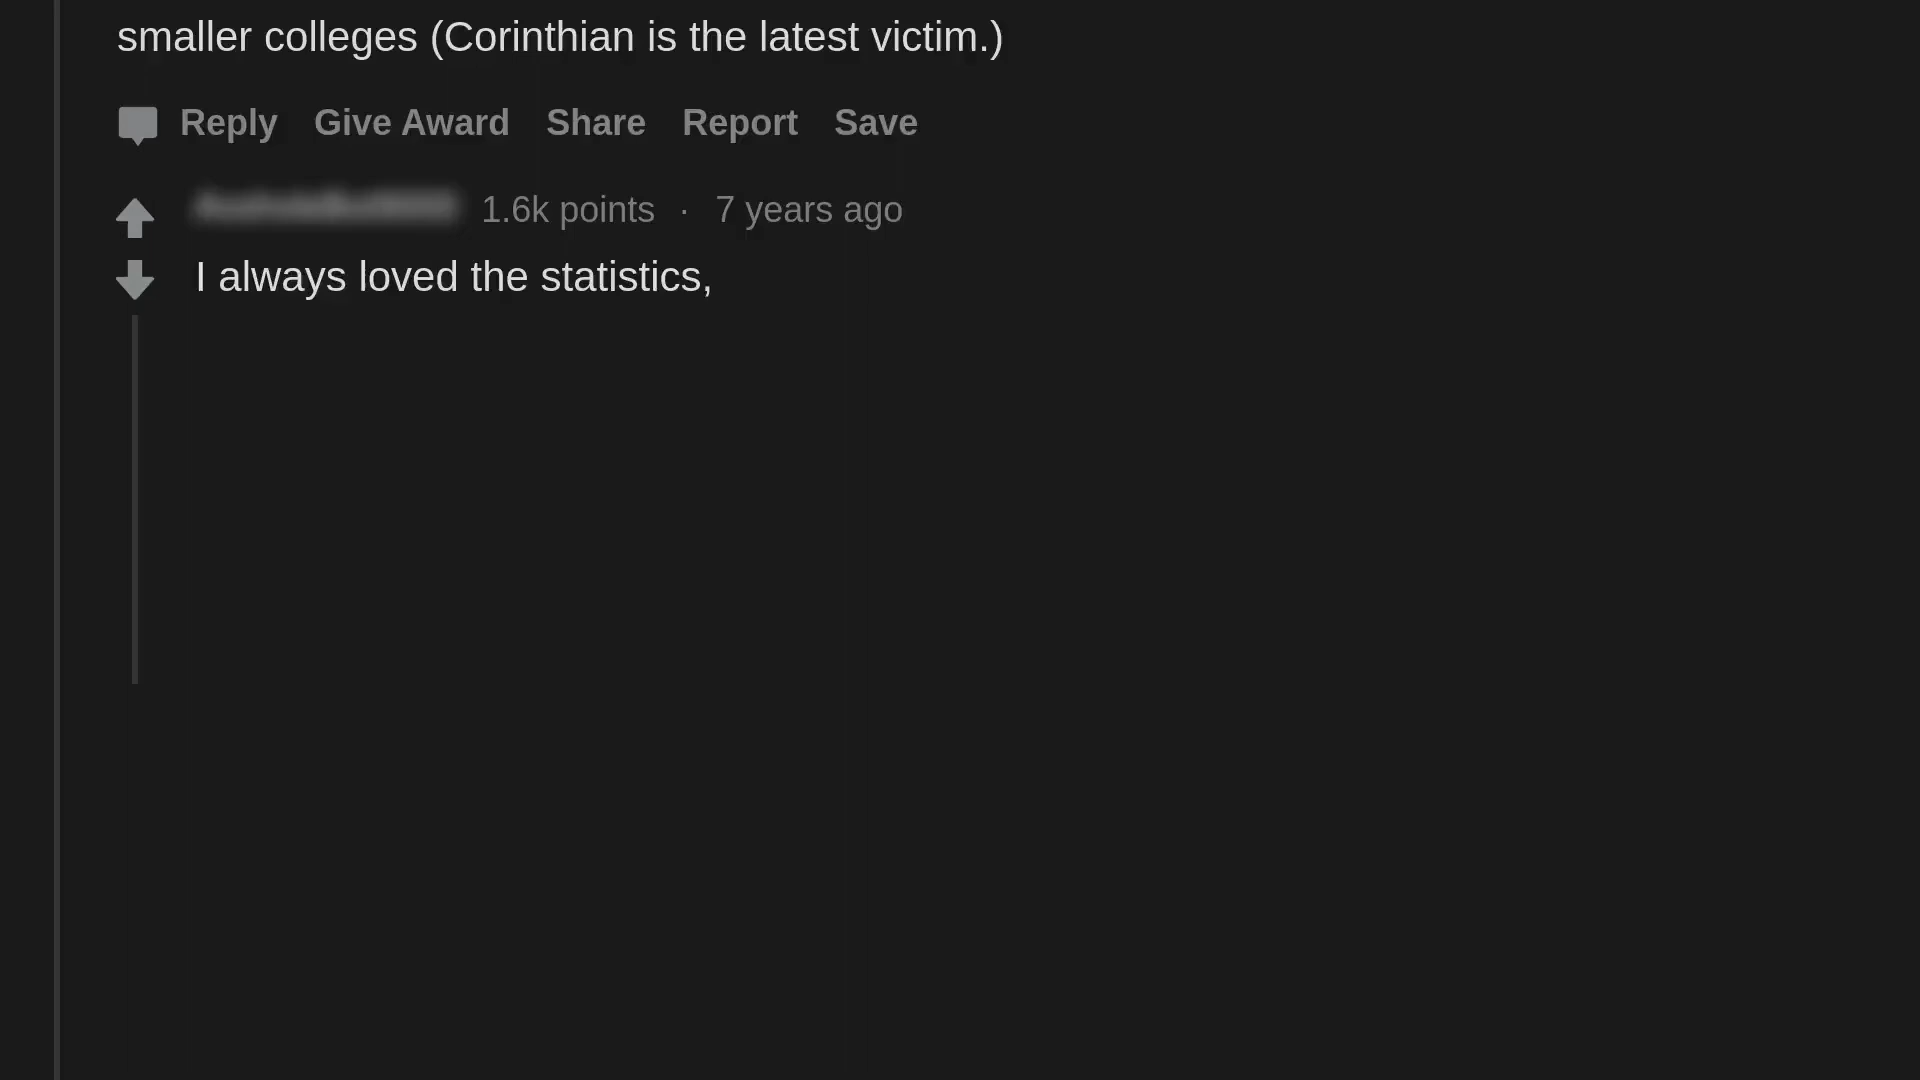 smaller colleges (Corinthian is the latest victim.)
Reply Give Award Share Report Save
1.6k points · 7 years ago
I always loved the statistics,